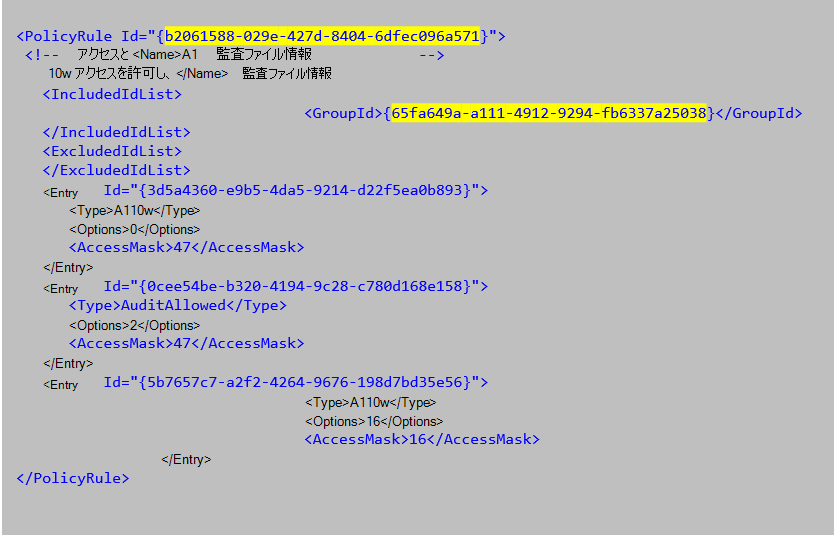 <PolicyRule Id="{b2061588-029e-427d-8404-6dfec096a571}">
<!-- アクセスと <Name>A1 監査ファイル情報 -->
10w アクセスを許可し、</Name> 監査ファイル情報
<IncludedIdList>
<GroupId>{65fa649a-a111-4912-9294-fb6337a25038}</GroupId>
</IncludedIdList>
<ExcludedIdList>
</ExcludedIdList>
<Entry Id="{3d5a4360-e9b5-4da5-9214-d22f5ea0b893}">
<Type>A110w</Type>
<Options>0</Options>
<AccessMask>47</AccessMask>
</Entry>
<Entry Id="{0cee54be-b320-4194-9c28-c780d168e158}">
<Type>AuditAllowed</Type>
<Options>2</Options>
<AccessMask>47</AccessMask>
</Entry>
<Entry Id="{5b7657c7-a2f2-4264-9676-198d7bd35e56}">
<Type>A110w</Type>
<Options>16</Options>
<AccessMask>16</AccessMask>
</Entry>
</PolicyRule>